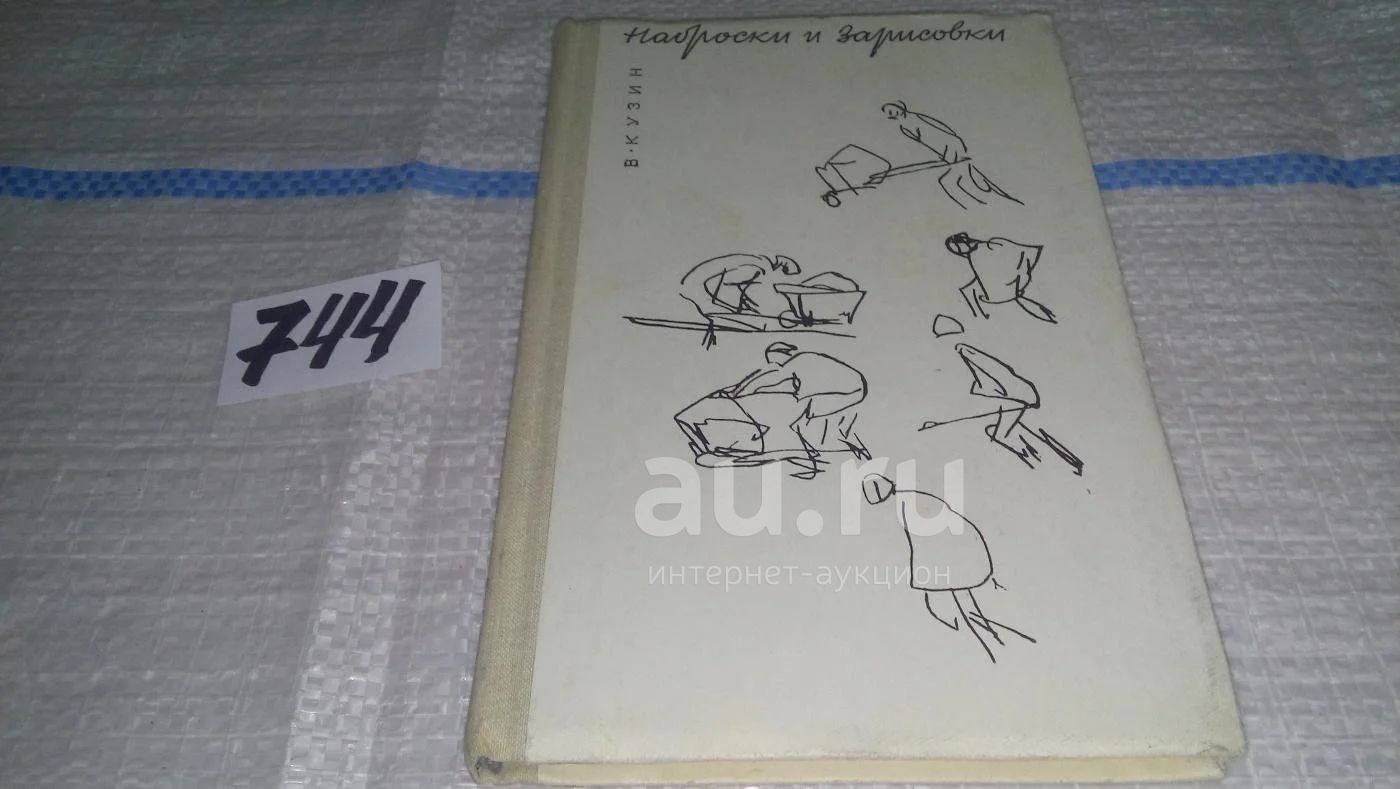 Наброски и зарисовки
В·КУЗИН
744
au.ru
интернет-аукцион